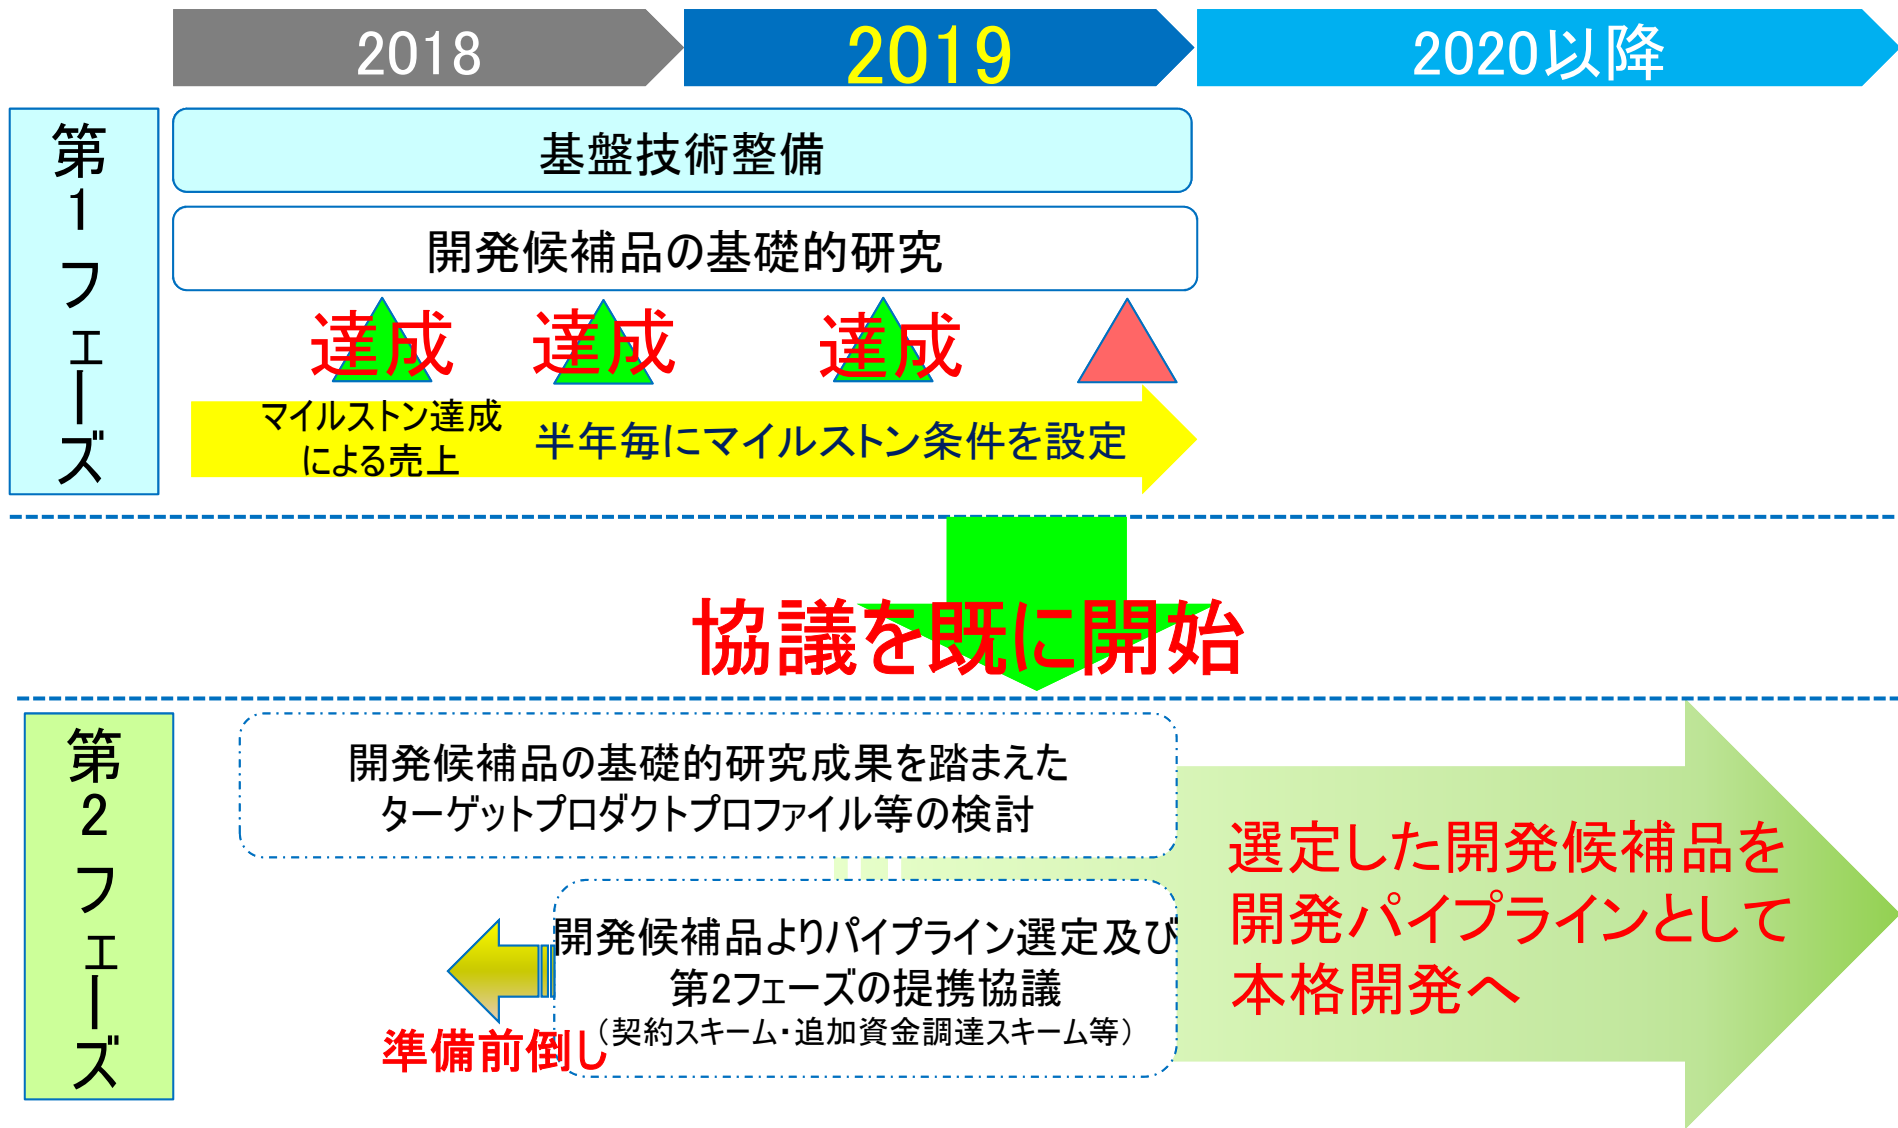 2018
2019
2020以降
第1フェーズ
基盤技術整備
開発候補品の基礎的研究
達成
達成
達成
マイルストン達成
による売上
半年毎にマイルストン条件を設定
協議を既に開始
第2フェーズ
開発候補品の基礎的研究成果を踏まえた
ターゲットプロダクトプロファイル等の検討
開発候補品よりパイプライン選定及び
第2フェーズの提携協議
（契約スキーム・追加資金調達スキーム等）
準備前倒し
選定した開発候補品を
開発パイプラインとして
本格開発へ